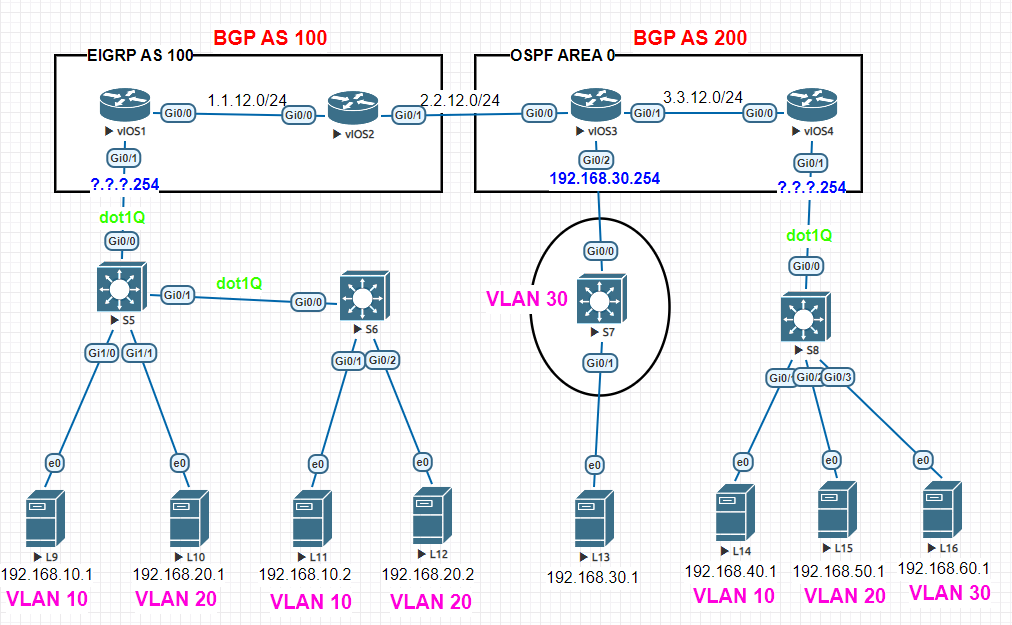 BGP AS 100
BGP AS 200
EIGRP AS 100
OSPF AREA 0
1.1.12.0/24
2.2.12.0/24
3.3.12.0/24
Gi0/0
Gi0/0
Gi0/1
Gi0/0
Gi0/1
Gi0/0
vIOS1
vIOS2
vIOS3
vIOS4
Gi0/1
Gi0/2
Gi0/1
?.?.?.254
192.168.30.254
?.?.?.254
dot1Q
dot1Q
Gi0/0
Gi0/0
Gi0/0
dot1Q
Gi0/1
Gi0/0
VLAN 30
S5
S6
S7
S8
Gi1/0
Gi1/1
Gi0/1
Gi0/2
Gi0/1
Gi0/
Gi0/2
Gi0/3
e0
e0
e0
e0
e0
e0
e0
e0
L9
L10
L11
L12
L13
L14
L15
L16
192.168.10.1
192.168.20.1
192.168.10.2
192.168.20.2
192.168.30.1
192.168.40.1
192.168.50.1
192.168.60.1
VLAN 10
VLAN 20
VLAN 10
VLAN 20
VLAN 10
VLAN 20
VLAN 30